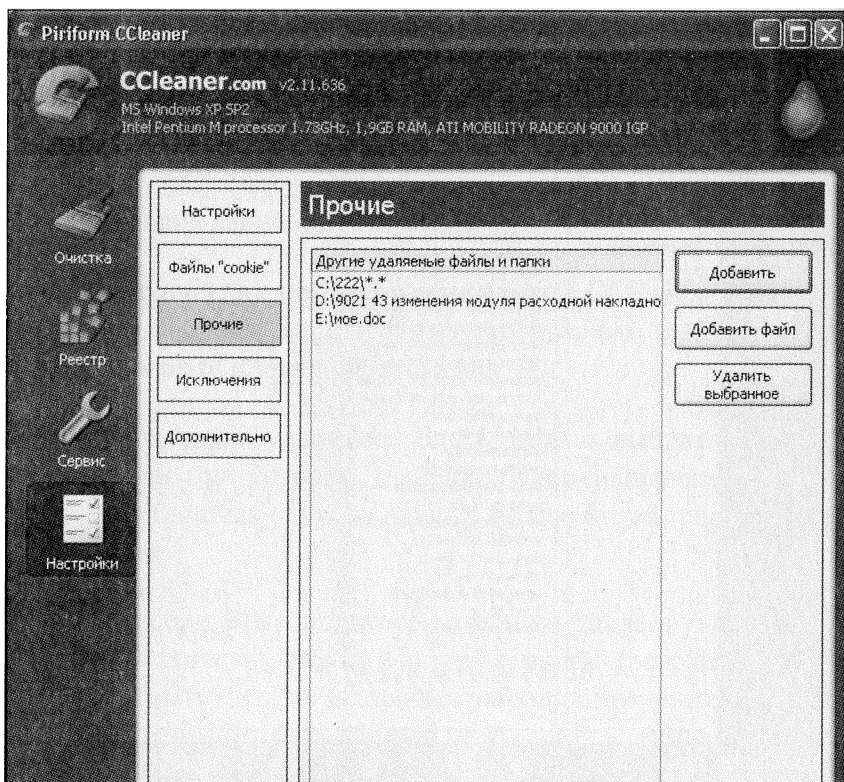 Piriform CCleaner
CCleaner.com v2.11.636
MS Windows XP SP2
Intel Pentium M processor 1.73GHz, 1,9GB RAM, ATI MOBILITY RADEON 9000 IGP
Очистка
Реестр
Сервис
Настройки
Настройки
Файлы "cookie"
Прочие
Исключения
Дополнительно
Прочие
Другие удаляемые файлы и папки
C:\222\*.*
D:\9021 43 изменения модуля расходной накладно
E:\мое.doc
Добавить
Добавить файл
Удалить
выбранное